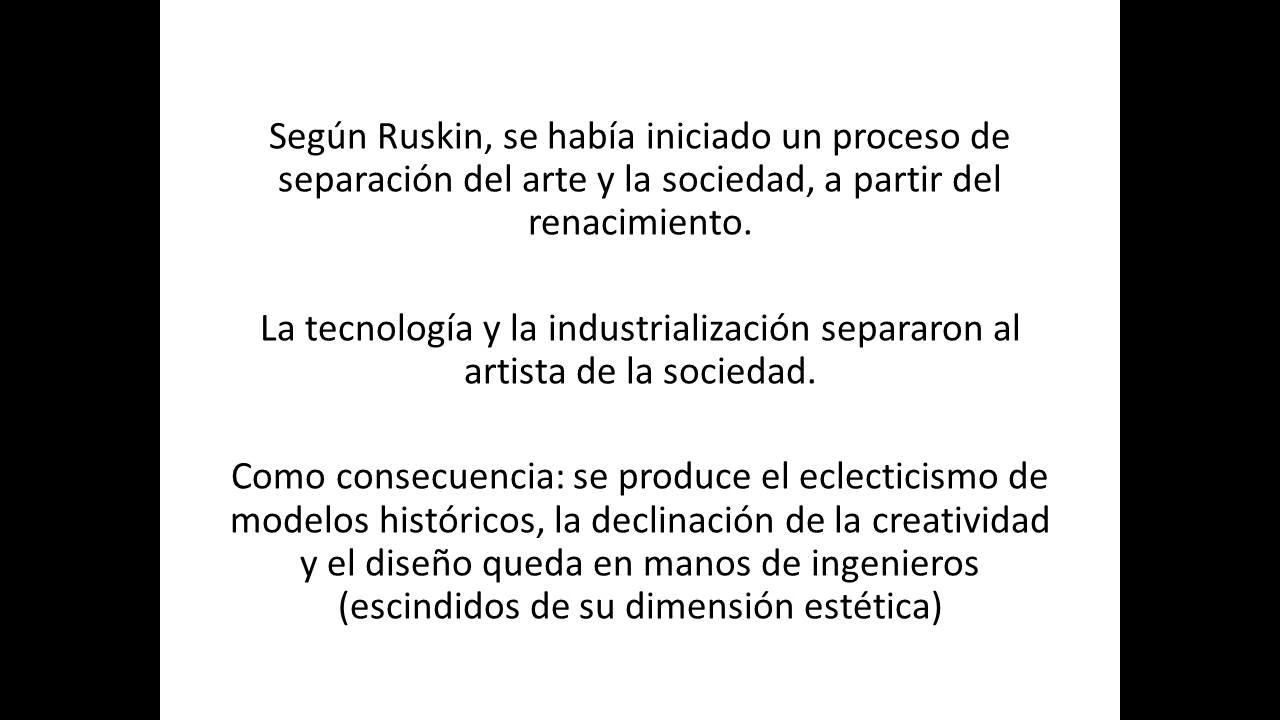 Según Ruskin, se había iniciado un proceso de
separación del arte y la sociedad, a partir del
renacimiento.
La tecnología y la industrialización separaron al
artista de la sociedad.
Como consecuencia: se produce el eclecticismo de
modelos históricos, la declinación de la creatividad
y el diseño queda en manos de ingenieros
(escindidos de su dimensión estética)